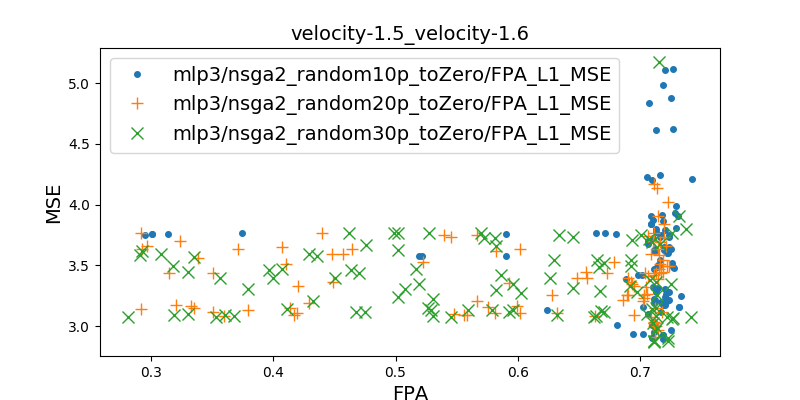 velocity-1.5_velocity-1.6
mlp3/nsga2_random10p_toZero/FPA_L1_MSE
mlp3/nsga2_random20p_toZero/FPA_L1_MSE
mlp3/nsga2_random30p_toZero/FPA_L1_MSE
5.0
4.5
4.0
3.5
3.0
MSE
0.3 0.4 0.5 0.6 0.7
FPA